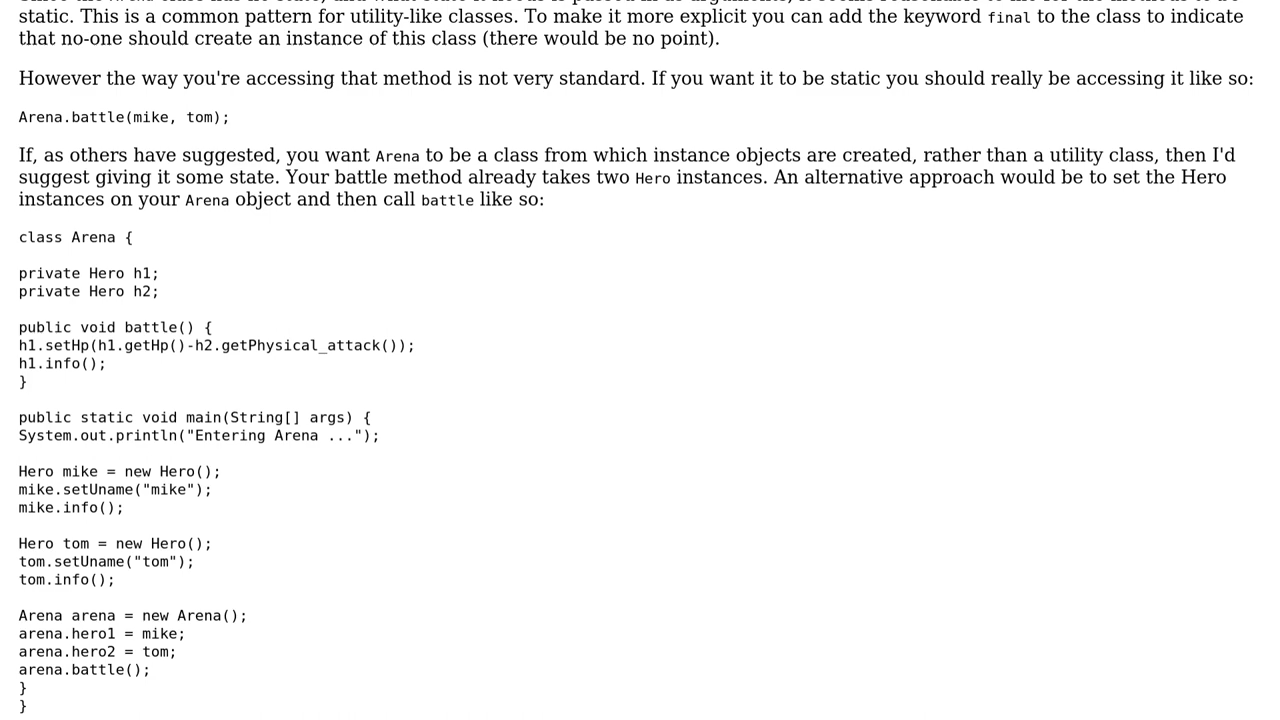 static. This is a common pattern for utility-like classes. To make it more explicit you can add the keyword final to the class to indicate
that no-one should create an instance of this class (there would be no point).
However the way you're accessing that method is not very standard. If you want it to be static you should really be accessing it like so:
Arena.battle(mike, tom);
If, as others have suggested, you want Arena to be a class from which instance objects are created, rather than a utility class, then I'd
suggest giving it some state. Your battle method already takes two Hero instances. An alternative approach would be to set the Hero
instances on your Arena object and then call battle like so:
class Arena {
private Hero h1;
private Hero h2;
public void battle() {
h1.setHp(h1.getHp()-h2.getPhysical_attack());
h1.info();
}
public static void main(String[] args) {
System.out.println("Entering Arena ...");
Hero mike = new Hero();
mike.setUname("mike");
mike.info();
Hero tom = new Hero();
tom.setUname("tom");
tom.info();
Arena arena = new Arena();
arena.hero1 = mike;
arena.hero2 = tom;
arena.battle();
}
}